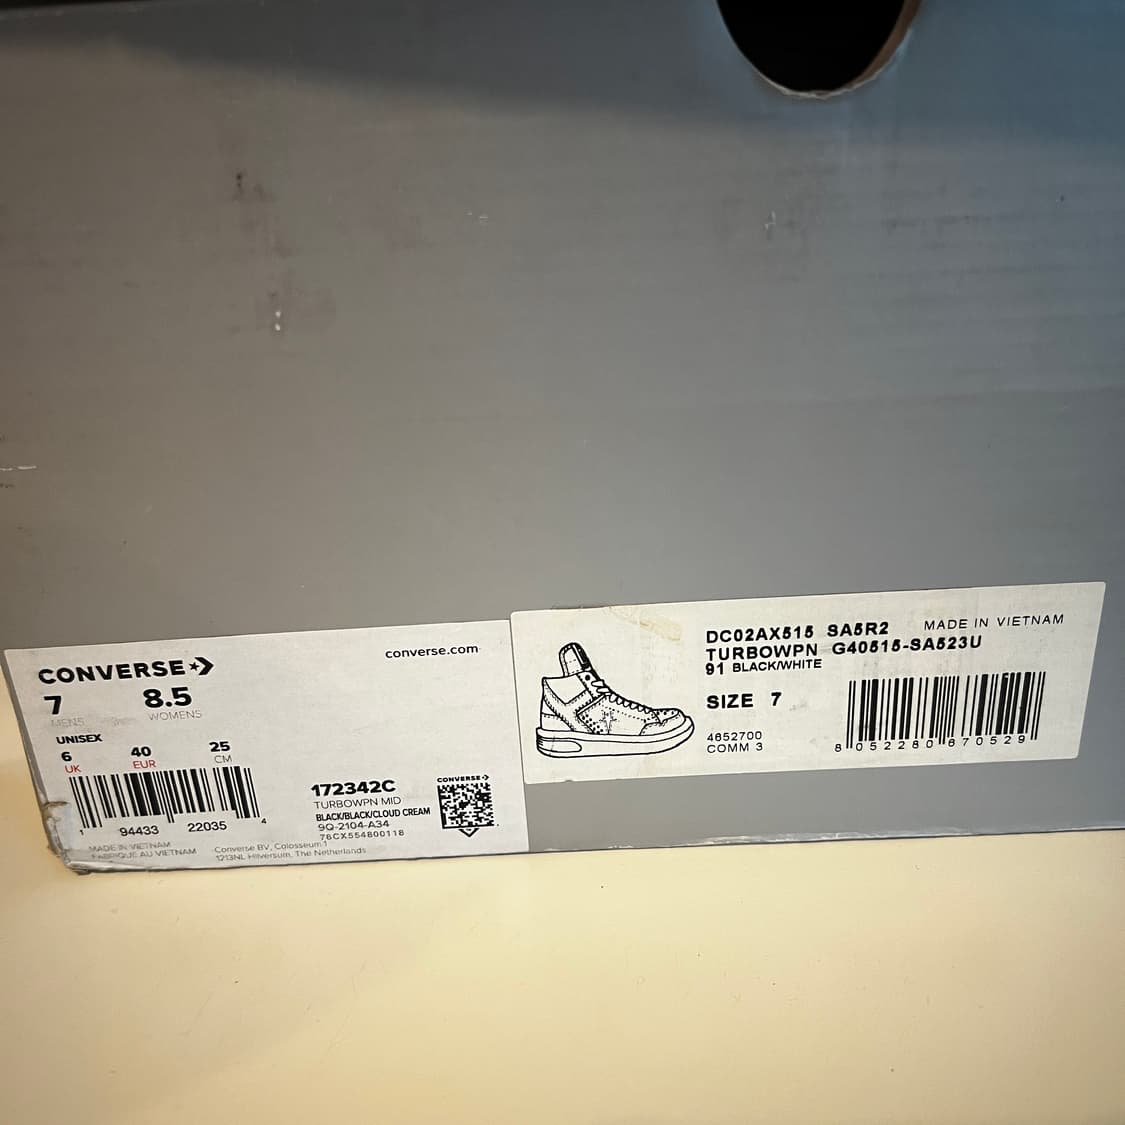 CONVERSE
converse.com
7 8.5
MENS WOMENS
UNISEX
6 40 25
UK EUR CM
1 94433 22035 4
172342C
TURBOWPN MID
BLACK/BLACK/CLOUD CREAM
9Q-2104-A34
76CX554800118
CONVERSE
MADE IN VIETNAM
FABRIQUE AU VIETNAM
Converse BV, Colosseum 1
1213NL Hilversum, The Netherlands
DC02AX515 SA5R2 MADE IN VIETNAM
TURBOWPN G40515-SA523U
91 BLACK/WHITE
SIZE 7
4652700
COMM 3
8 052280 870529